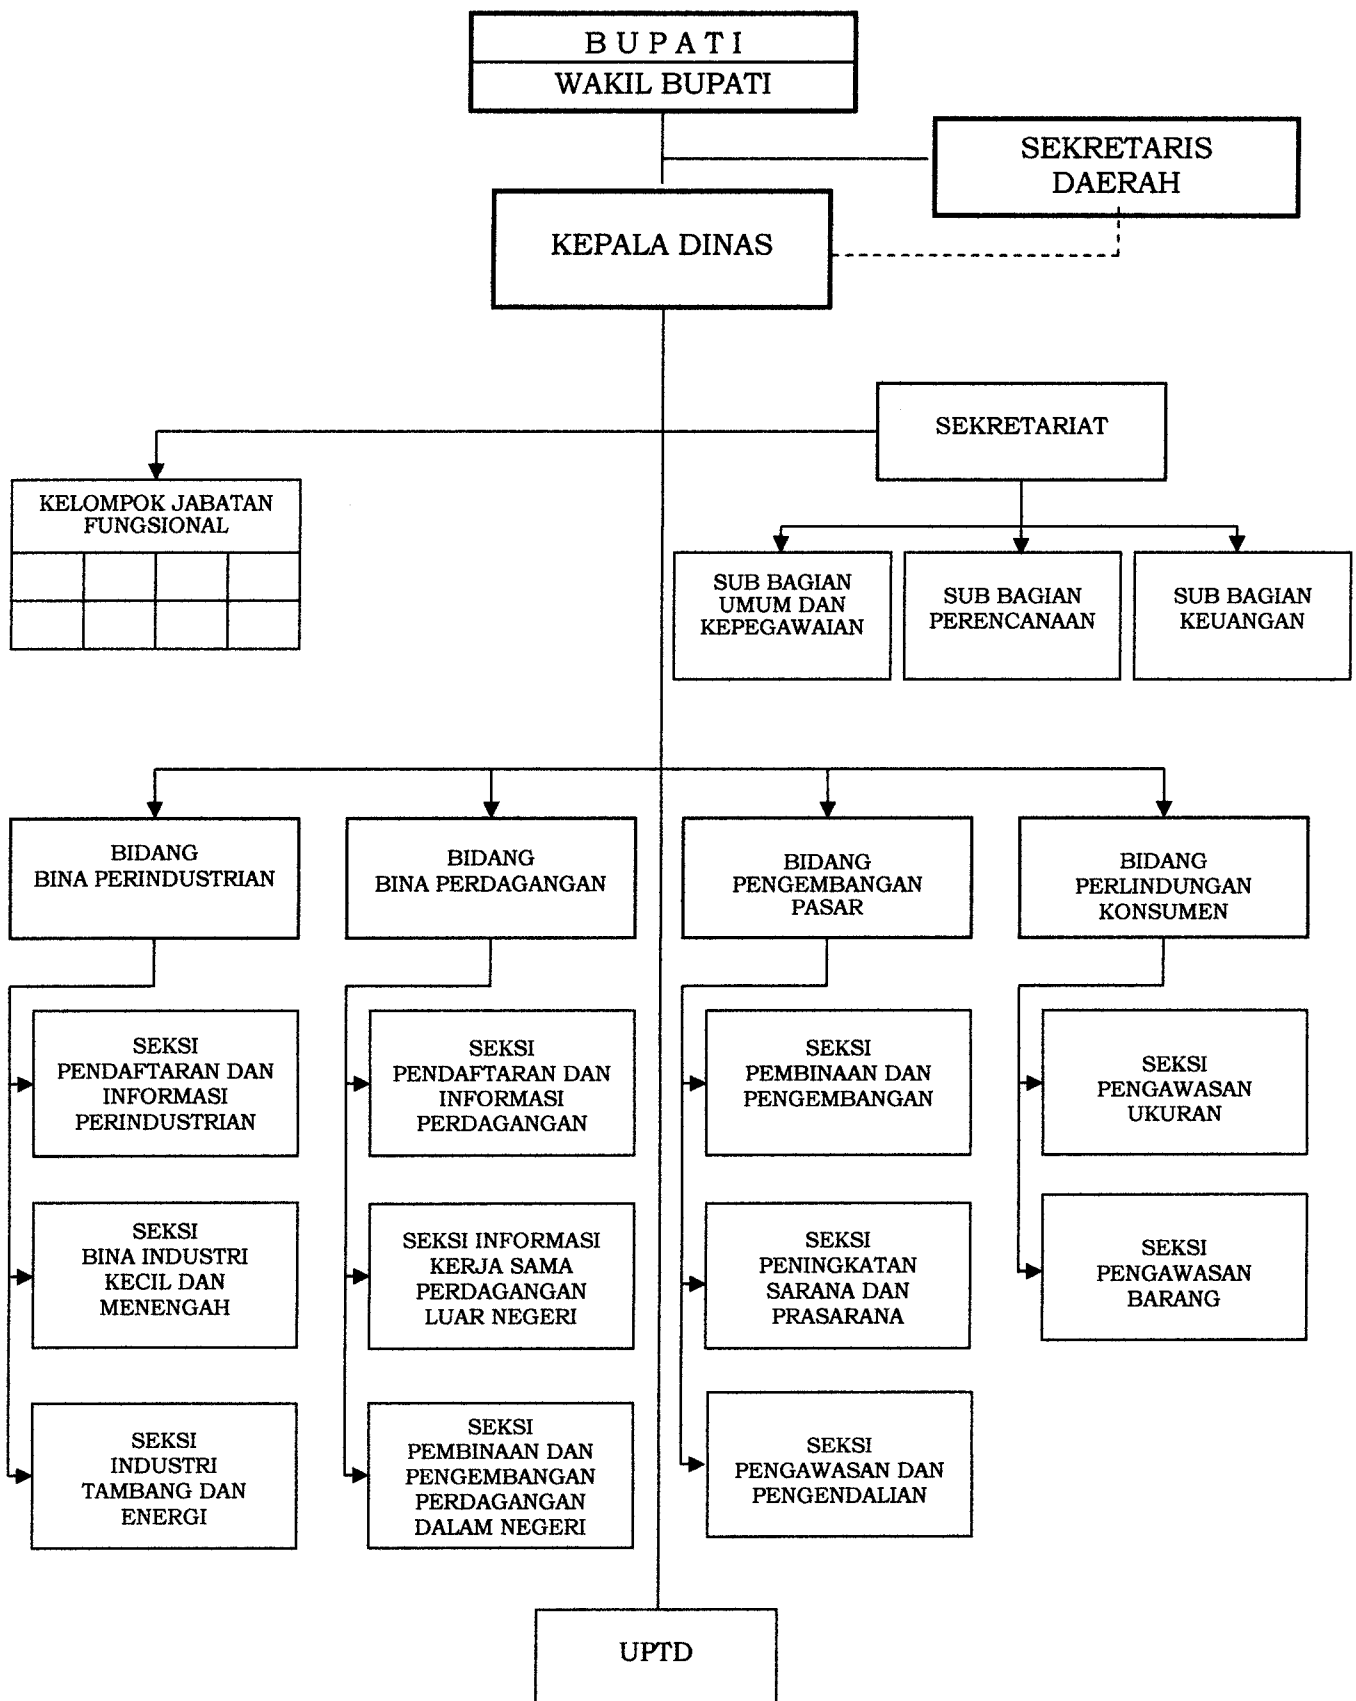 B U P A T I
WAKIL BUPATI
SEKRETARIS
DAERAH
KEPALA DINAS
SEKRETARIAT
KELOMPOK JABATAN
FUNGSIONAL
SUB BAGIAN
UMUM DAN
KEPEGAWAIAN
SUB BAGIAN
PERENCANAAN
SUB BAGIAN
KEUANGAN
BIDANG
BINA PERINDUSTRIAN
BIDANG
BINA PERDAGANGAN
BIDANG
PENGEMBANGAN
PASAR
BIDANG
PERLINDUNGAN
KONSUMEN
SEKSI
PENDAFTARAN DAN
INFORMASI
PERINDUSTRIAN
SEKSI
PENDAFTARAN DAN
INFORMASI
PERDAGANGAN
SEKSI
PEMBINAAN DAN
PENGEMBANGAN
SEKSI
PENGAWASAN
UKURAN
SEKSI
BINA INDUSTRI
KECIL DAN
MENENGAH
SEKSI INFORMASI
KERJA SAMA
PERDAGANGAN
LUAR NEGERI
SEKSI
PENINGKATAN
SARANA DAN
PRASARANA
SEKSI
PENGAWASAN
BARANG
SEKSI
INDUSTRI
TAMBANG DAN
ENERGI
SEKSI
PEMBINAAN DAN
PENGEMBANGAN
PERDAGANGAN
DALAM NEGERI
SEKSI
PENGAWASAN DAN
PENGENDALIAN
UPTD